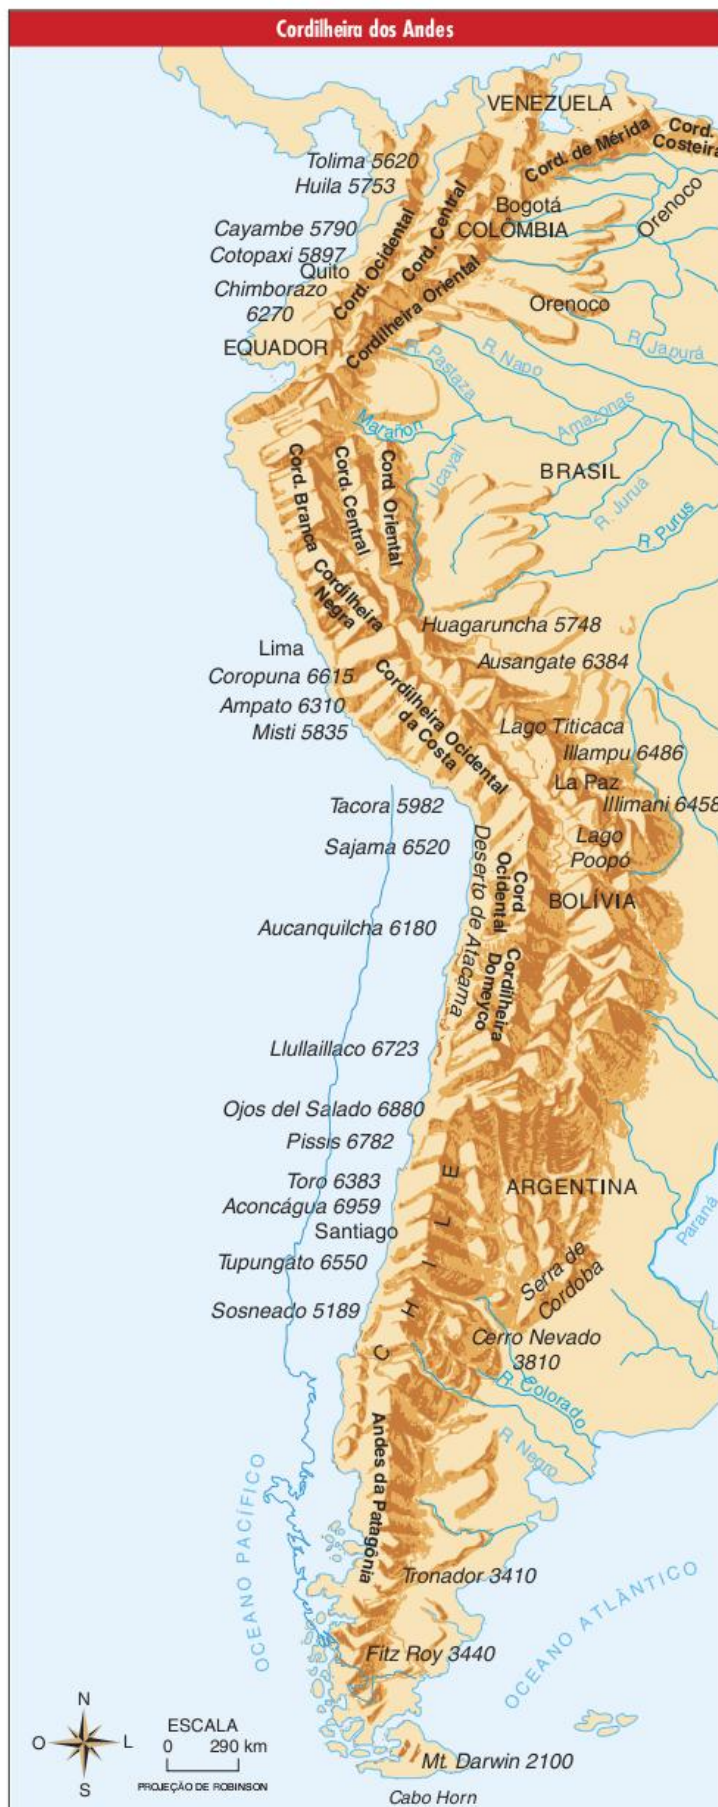 Cordilheira dos Andes
VENEZUELA
Cord.
Costeira
Cord. de Mérida
Tolima 5620
Huila 5753
Bogotá
Orenoco
Cayambe 5790
COLÔMBIA
Cord. Ocidental
Cord. Central
Cotopaxi 5897
Quito
Cordilheira Oriental
Chimborazo
6270
Orenoco
EQUADOR
R. Pastaza
R. Napo
R. Japurá
Amazonas
Marañon
Ucayali
BRASIL
R. Juruá
R. Purus
Cord. Branca
Cord. Central
Cord Oriental
Cordilheira
Negra
Huagaruncha 5748
Lima
Ausangate 6384
Coropuna 6615
Cordilheira Ocidental
da Costa
Ampato 6310
Lago Titicaca
Misti 5835
Illampu 6486
La Paz
Illimani 6458
Tacora 5982
Lago
Poopó
Sajama 6520
Cord
Ocidental
Deserto de Atacama
BOLÍVIA
Aucanquilcha 6180
Cordilheira
Domeyco
Llullaillaco 6723
Ojos del Salado 6880
Pissis 6782
Toro 6383
ARGENTINA
Aconcágua 6959
CHILE
Paraná
Santiago
Tupungato 6550
Serra de
Cordoba
Sosneado 5189
Cerro Nevado
3810
R. Colorado
R. Negro
Andes da Patagônia
OCEANO PACÍFICO
Tronador 3410
OCEANO ATLÂNTICO
Fitz Roy 3440
N
O
L
S
ESCALA
0 290 km
PROJEÇÃO DE ROBINSON
Mt. Darwin 2100
Cabo Horn